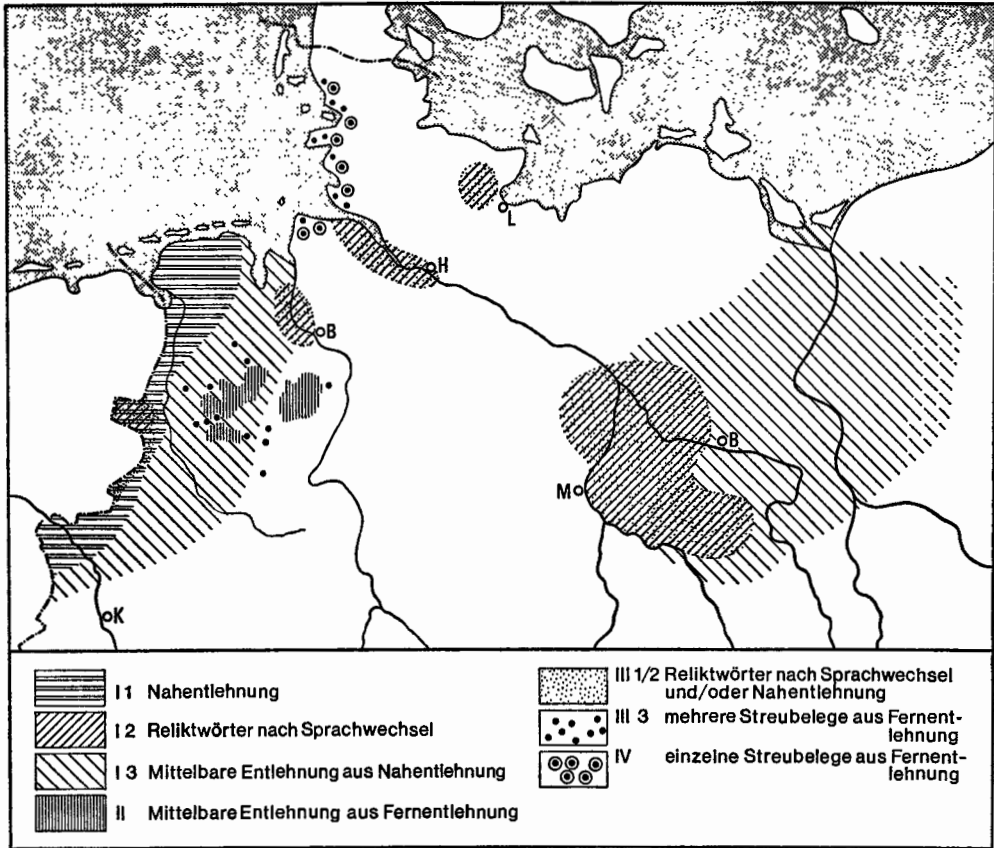 L
H
B
B
M
K
I 1 Nahentlehnung
I 2 Reliktwörter nach Sprachwechsel
I 3 Mittelbare Entlehnung aus Nahentlehnung
II Mittelbare Entlehnung aus Fernentlehnung
III 1/2 Reliktwörter nach Sprachwechsel
und/oder Nahentlehnung
III 3 mehrere Streubelege aus Fernent-
lehnung
IV einzelne Streubelege aus Fernent-
lehnung